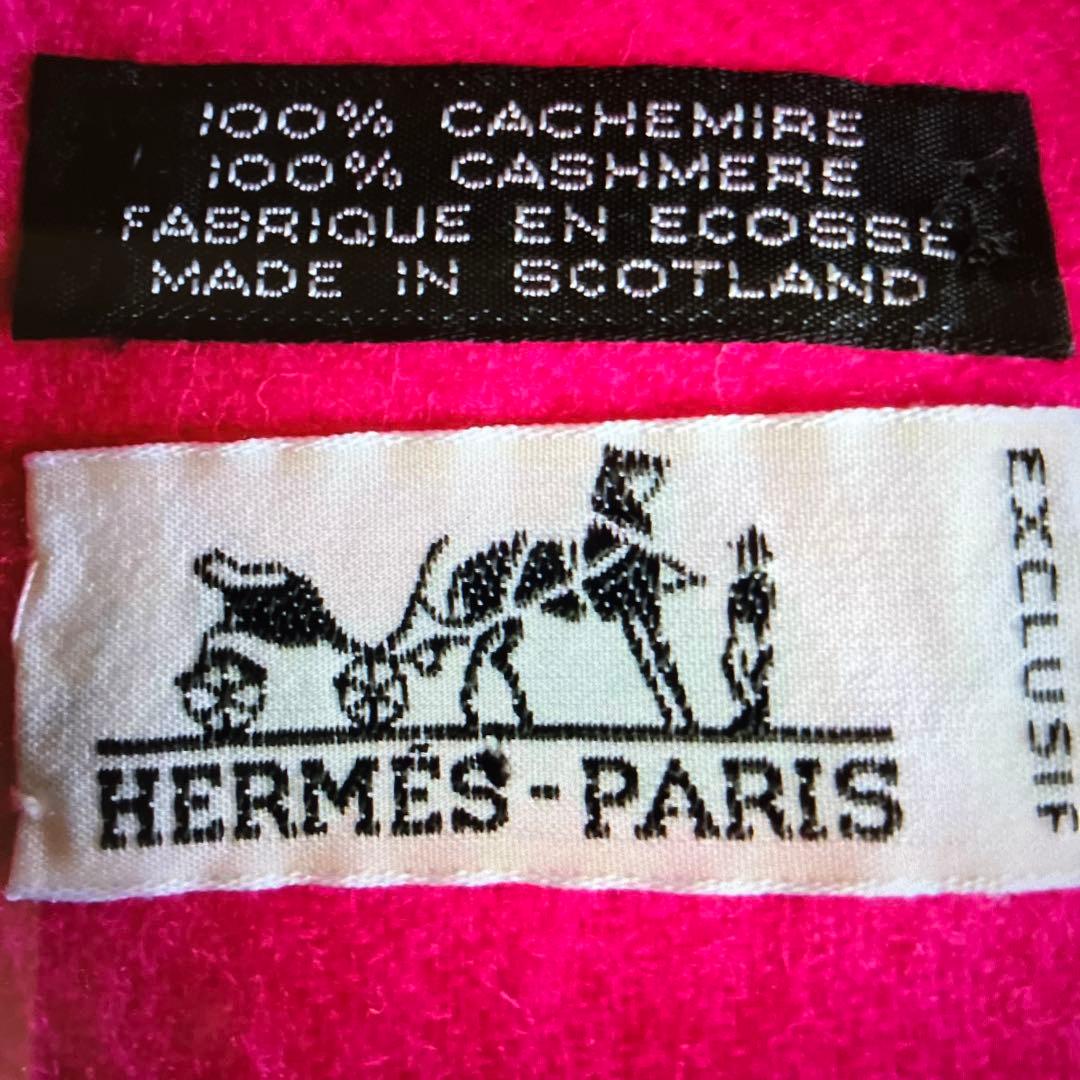 100% CACHEMIRE
100% CASHMERE
FABRIQUE EN ECOSSE
MADE IN SCOTLAND
HERMÈS-PARIS
EXCLUSIF